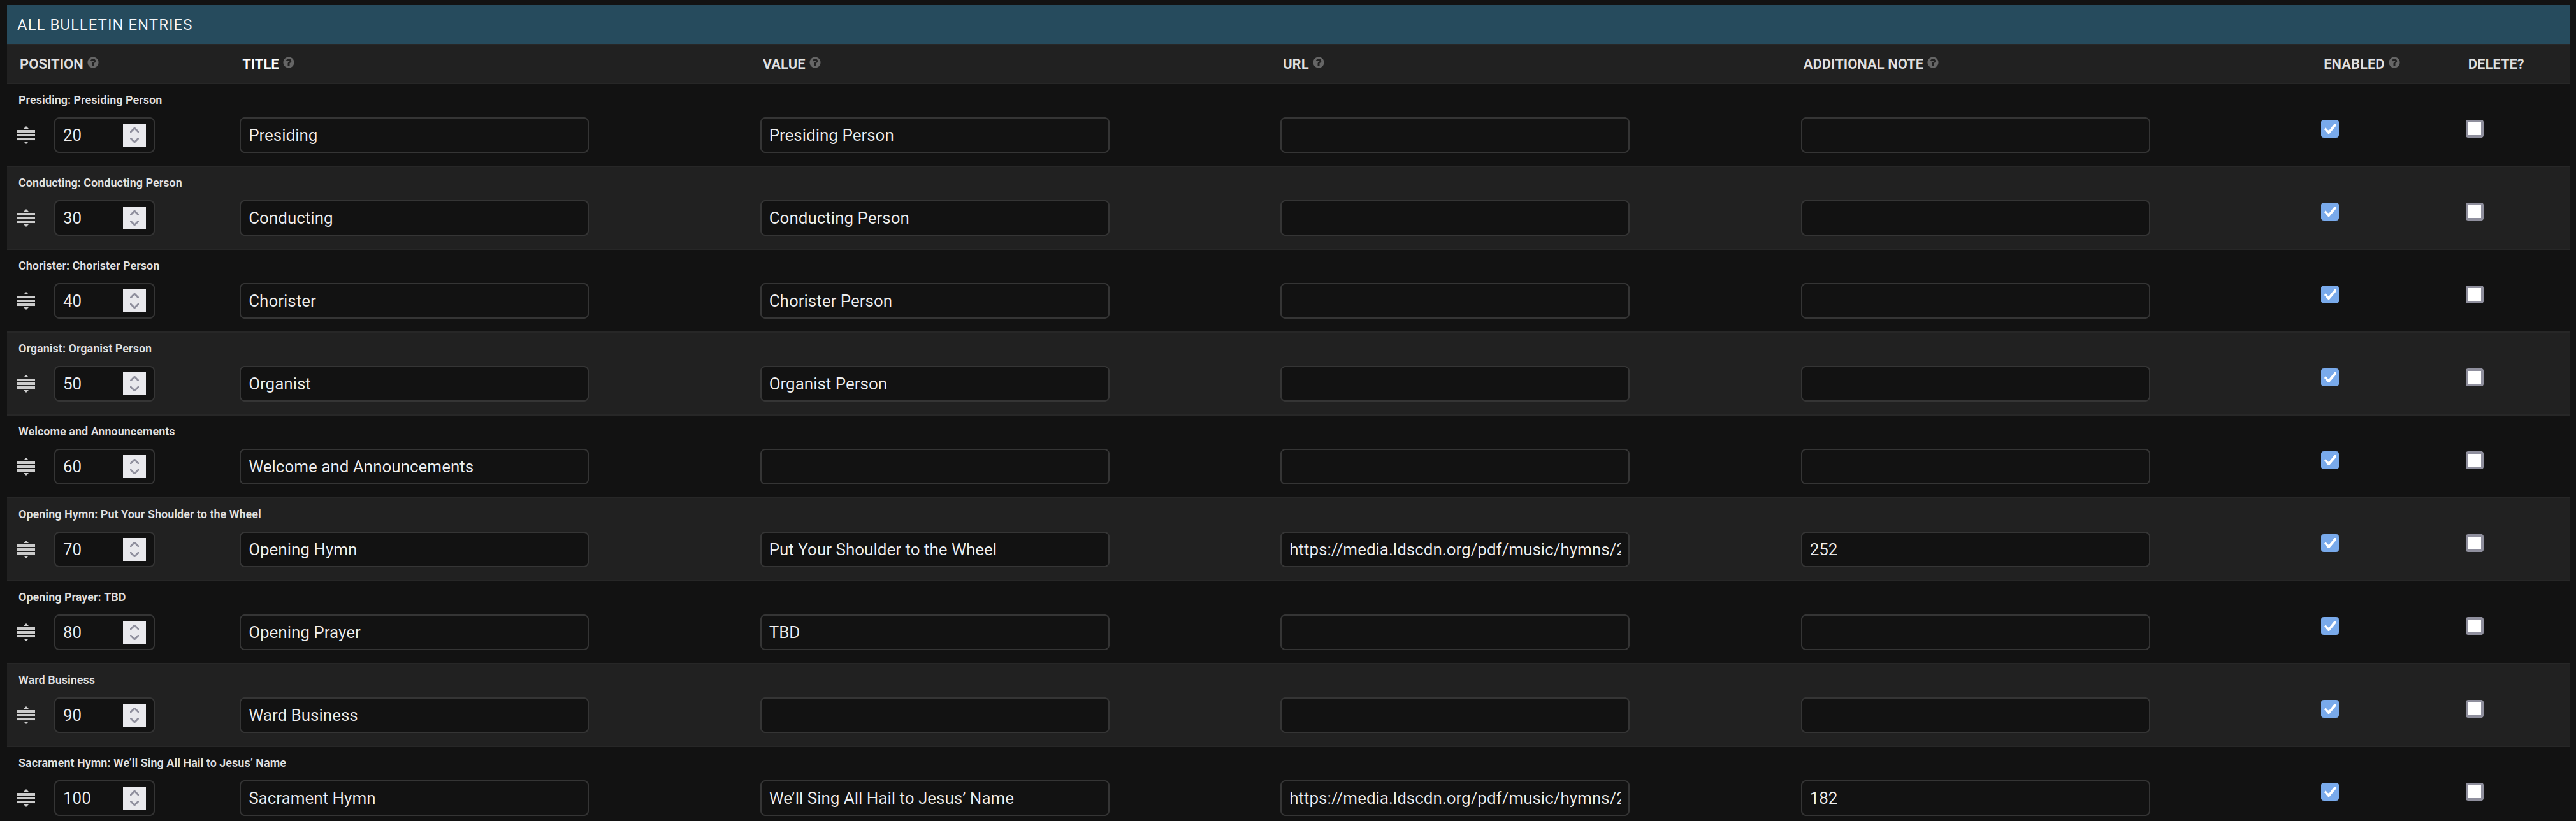 ALL BULLETIN ENTRIES
POSITION ? TITLE ? VALUE ? URL ? ADDITIONAL NOTE ? ENABLED ? DELETE?
Presiding: Presiding Person
20 Presiding Presiding Person
Conducting: Conducting Person
30 Conducting Conducting Person
Chorister: Chorister Person
40 Chorister Chorister Person
Organist: Organist Person
50 Organist Organist Person
Welcome and Announcements
60 Welcome and Announcements
Opening Hymn: Put Your Shoulder to the Wheel
70 Opening Hymn Put Your Shoulder to the Wheel https://media.ldscdn.org/pdf/music/hymns/2 252
Opening Prayer: TBD
80 Opening Prayer TBD
Ward Business
90 Ward Business
Sacrament Hymn: We’ll Sing All Hail to Jesus’ Name
100 Sacrament Hymn We’ll Sing All Hail to Jesus’ Name https://media.ldscdn.org/pdf/music/hymns/2 182